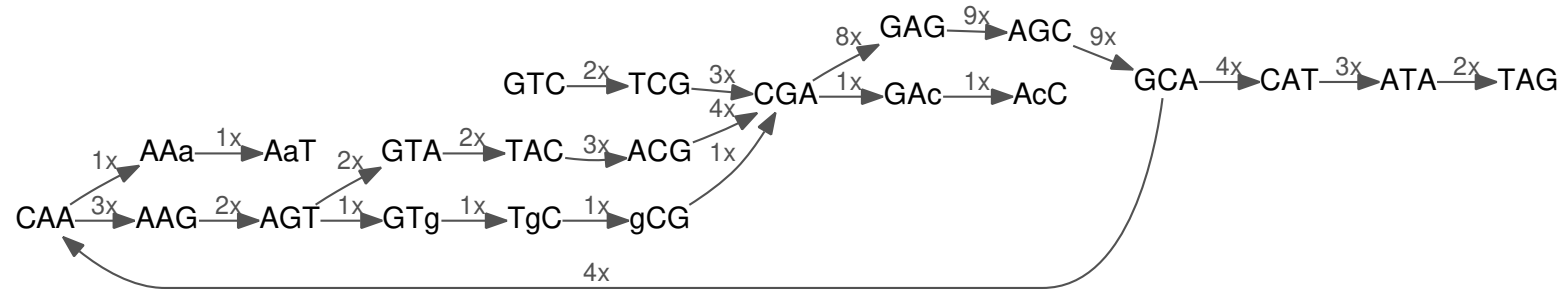 GAG 9x AGC
8x 9x
GTC 2x TCG 3x CGA 1x GAc 1x AcC GCA 4x CAT 3x ATA 2x TAG
4x
1x AAa 1x AaT 2x GTA 2x TAC 3x ACG 1x
CAA 3x AAG 2x AGT 1x GTg 1x TgC 1x gCG
4x